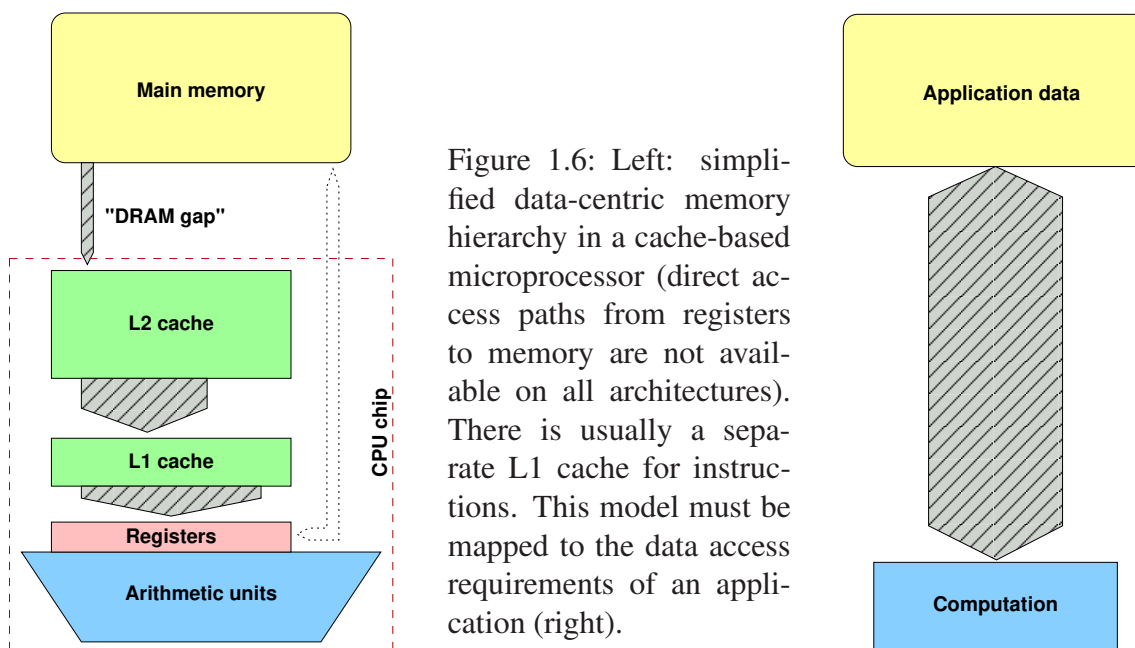 Main memory
"DRAM gap"
L2 cache
L1 cache
Registers
Arithmetic units
CPU chip
Figure 1.6: Left: simpli-
fied data-centric memory
hierarchy in a cache-based
microprocessor (direct ac-
cess paths from registers
to memory are not avail-
able on all architectures).
There is usually a sepa-
rate L1 cache for instruc-
tions. This model must be
mapped to the data access
requirements of an appli-
cation (right).
Application data
Computation